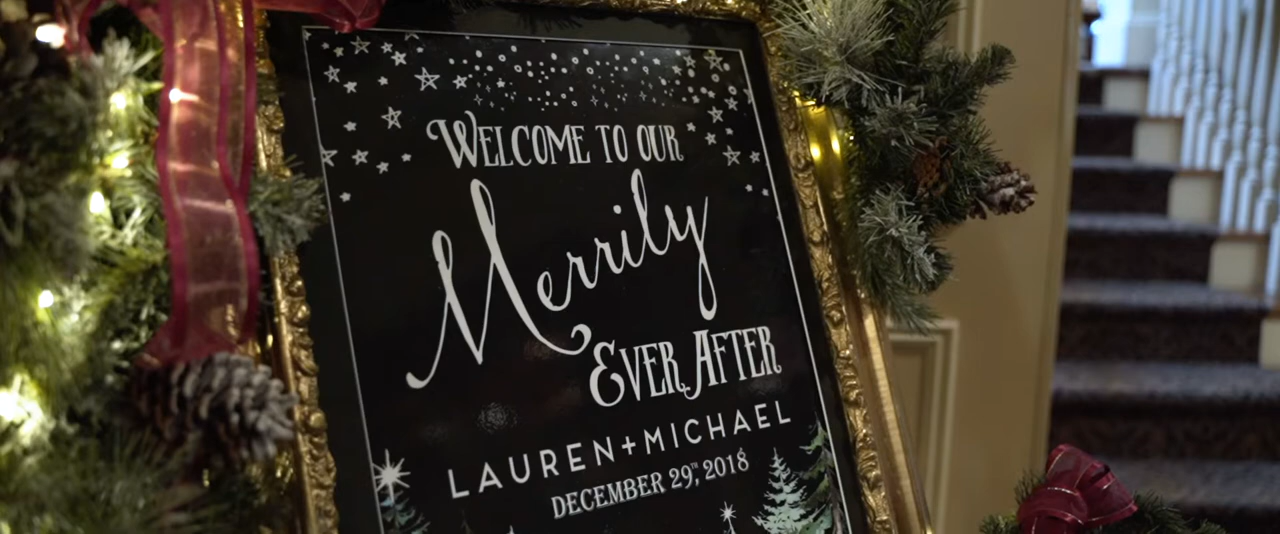 WELCOME TO OUR
Merrily
EVER AFTER
LAUREN+MICHAEL
DECEMBER 29TH, 2018